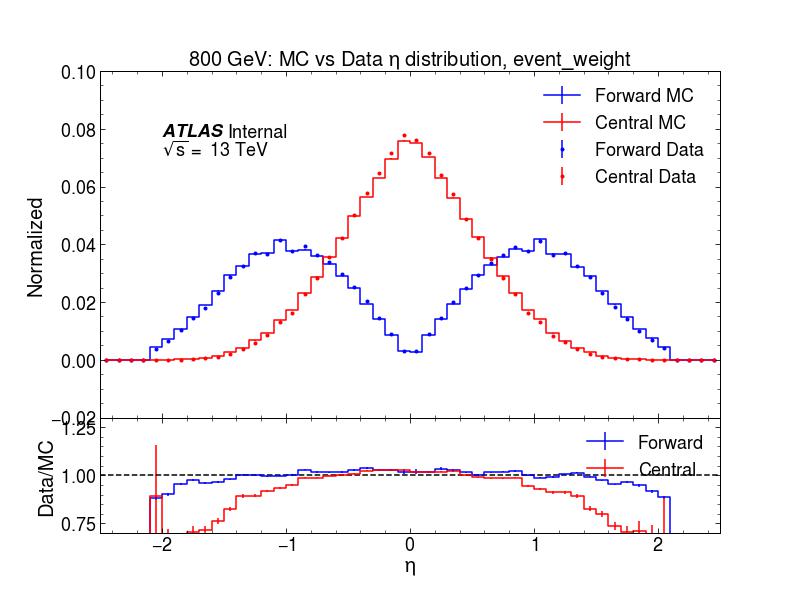 800 GeV: MC vs Data η distribution, event_weight
0.10
0.08
0.06
0.04
0.02
0.00
−0.02
Normalized
ATLAS Internal
√s = 13 TeV
Forward MC
Central MC
Forward Data
Central Data
1.25
1.00
0.75
Data/MC
Forward
Central
−2 −1 0 1 2
η